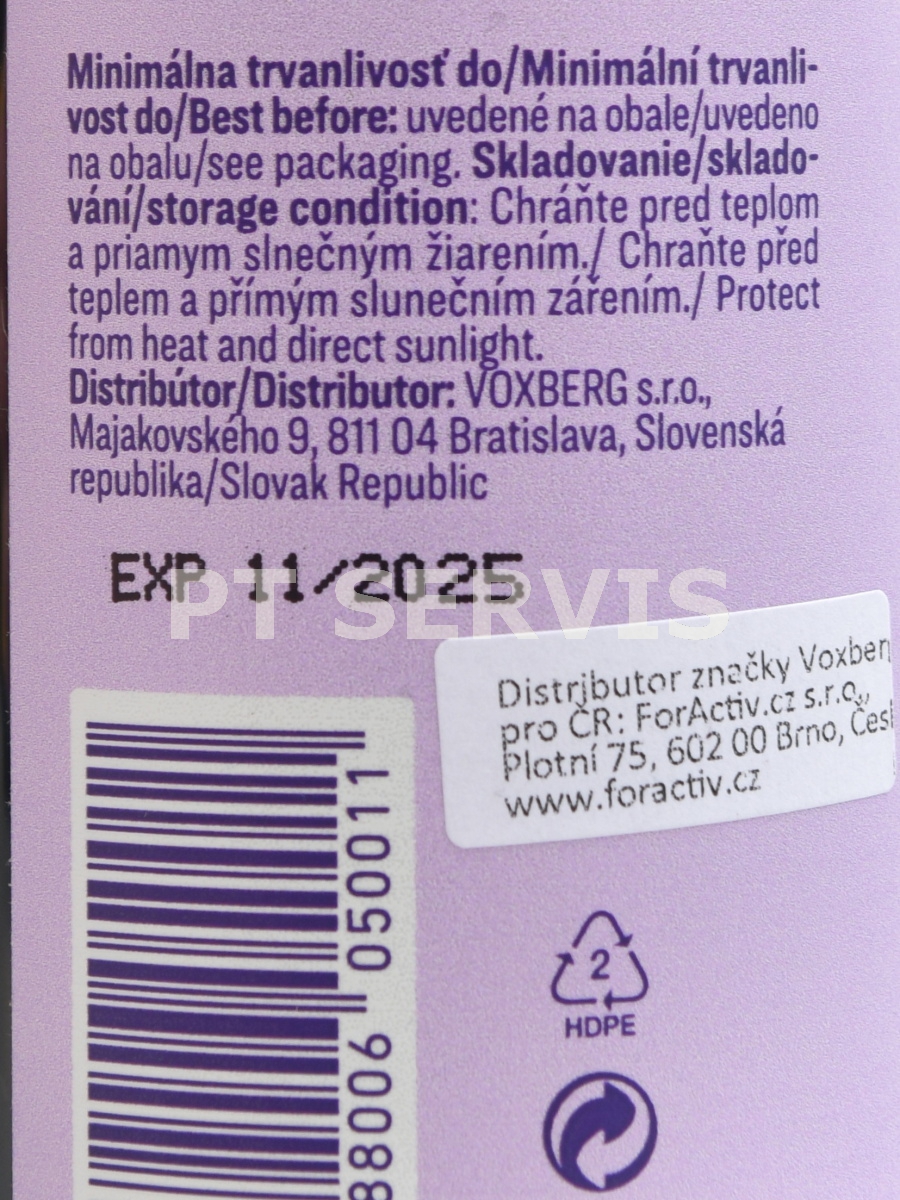 Minimálna trvanlivosť do/Minimální trvanli-
vost do/Best before: uvedené na obale/uvedeno
na obalu/see packaging. Skladovanie/sklado-
vání/storage condition: Chráňte pred teplom
a priamym slnečným žiarením./ Chraňte před
teplem a přímým slunečním zářením./ Protect
from heat and direct sunlight.
Distribútor/Distributor: VOXBERG s.r.o.,
Majakovského 9, 811 04 Bratislava, Slovenská
republika/Slovak Republic
EXP 11/2025
PT SERVIS
Distributor značky Voxber
pro ČR: ForActiv.cz s.r.o.,
Plotní 75, 602 00 Brno, Čes
www.foractiv.cz
88006 050011
2
HDPE